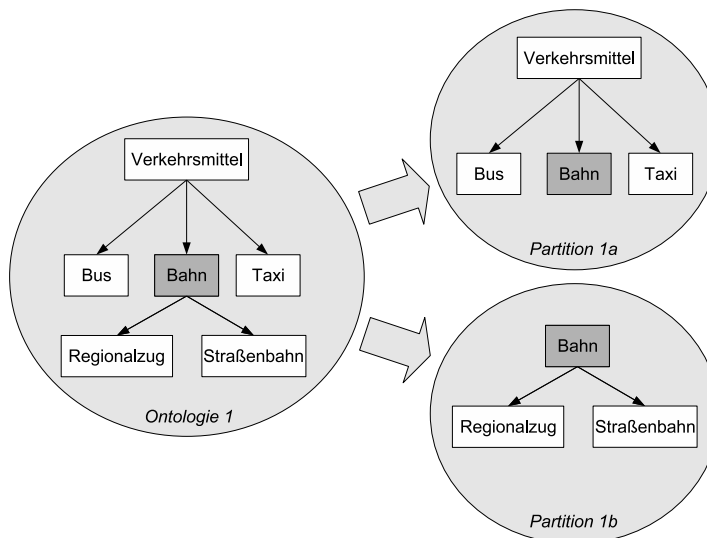 Verkehrsmittel
Bus Bahn Taxi
Regionalzug Straßenbahn
Ontologie 1
Verkehrsmittel
Bus Bahn Taxi
Partition 1a
Bahn
Regionalzug Straßenbahn
Partition 1b